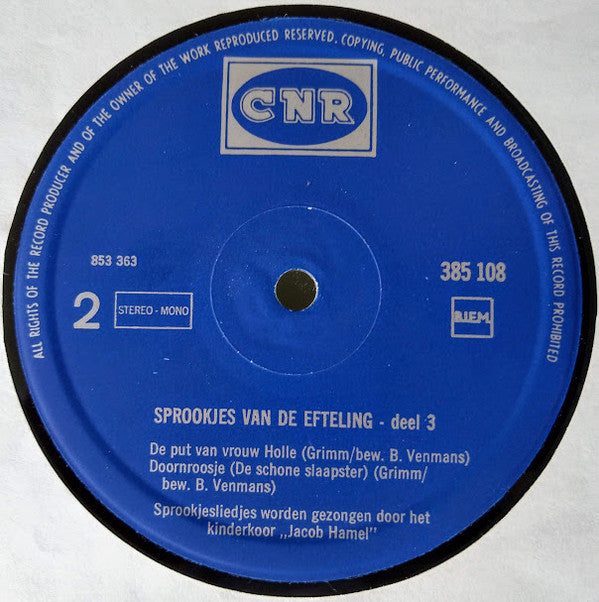 ALL RIGHTS OF THE RECORD PRODUCER AND OF THE OWNER OF THE WORK REPRODUCED RESERVED. COPYING, PUBLIC PERFORMANCE AND BROADCASTING OF THIS RECORD PROHIBITED
CNR
853 363
385 108
2
STEREO - MONO
B.I.E.M.
SPROOKJES VAN DE EFTELING - deel 3
De put van vrouw Holle (Grimm/bew. B. Venmans)
Doornroosje (De schone slaapster) (Grimm/
bew. B. Venmans)
Sprookjesliedjes worden gezongen door het
kinderkoor „Jacob Hamel"